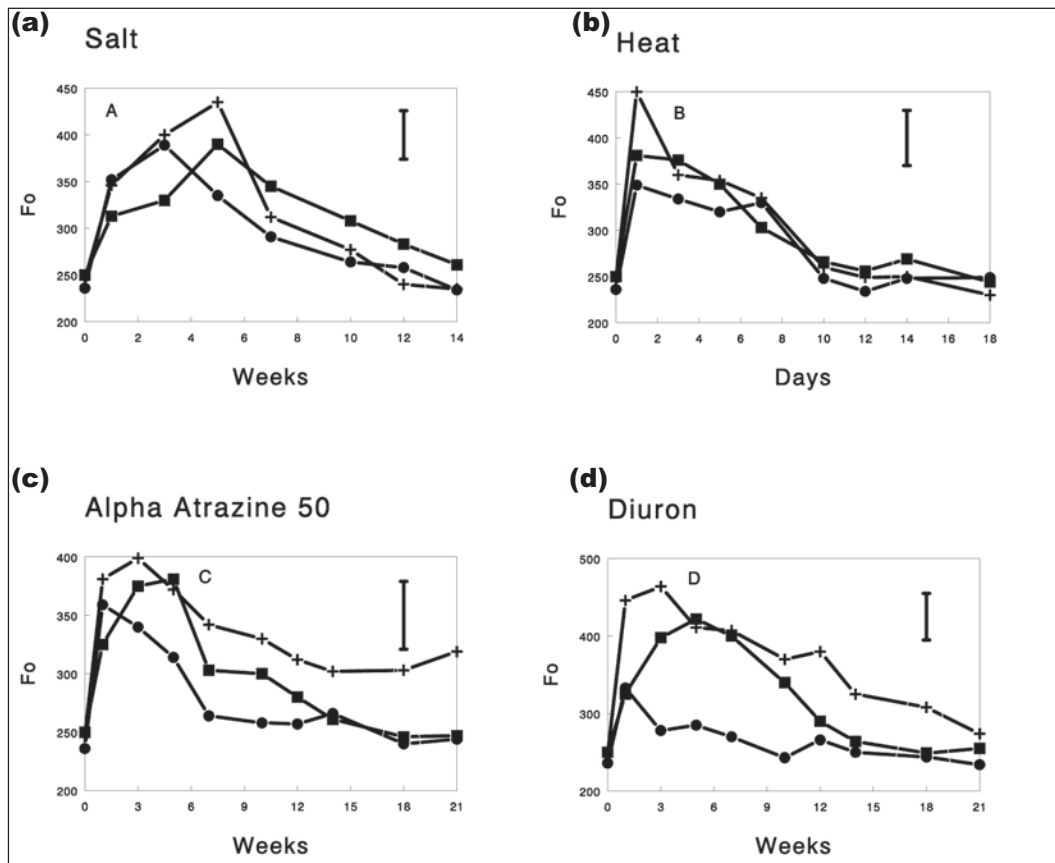 (a)
Salt
A
450
400
350
300
250
200
Fo
0 2 4 6 8 10 12 14
Weeks
(b)
Heat
B
450
400
350
300
250
200
Fo
0 2 4 6 8 10 12 14 16 18
Days
(c)
Alpha Atrazine 50
C
400
350
300
250
200
Fo
0 3 6 9 12 15 18 21
Weeks
(d)
Diuron
D
500
400
300
200
Fo
0 3 6 9 12 15 18 21
Weeks